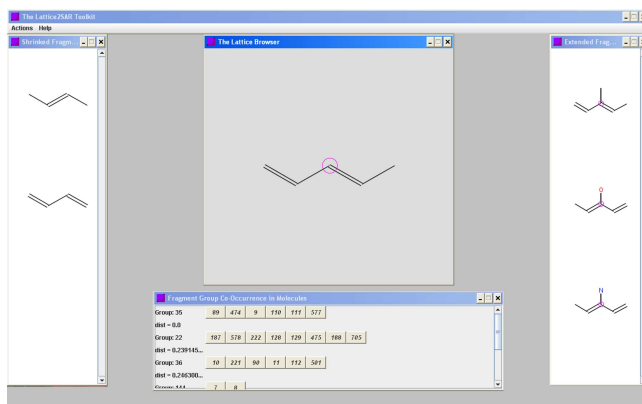 The Lattice2SAR Toolkit
Actions Help
Shrinked Fragm...
The Lattice Browser
Extended Frag...
O
N
Fragment Group Co-Occurrence in Molecules
Group: 35 89 474 9 110 111 577
dist = 0.0
Group: 22 187 578 222 128 129 475 188 705
dist = 0.239145...
Group: 36 10 221 90 11 112 501
dist = 0.246300...
Group: 144 7 8